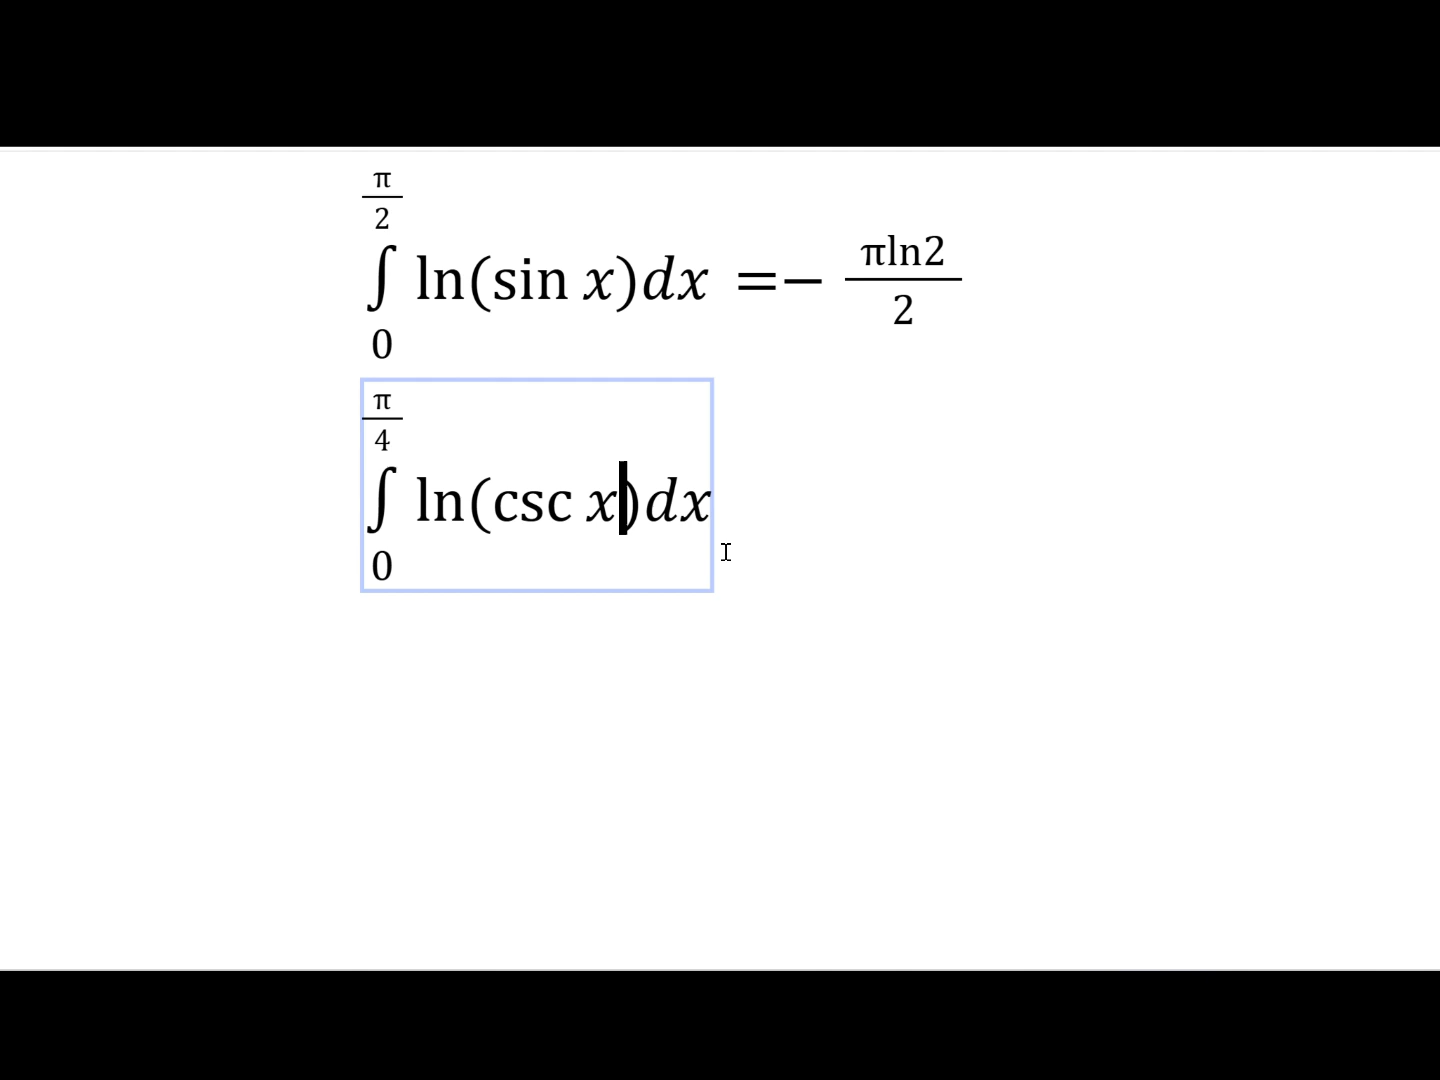 ∫₀^(π/2) ln(sin x)dx =− πln2/2
∫₀^(π/4) ln(csc x)dx